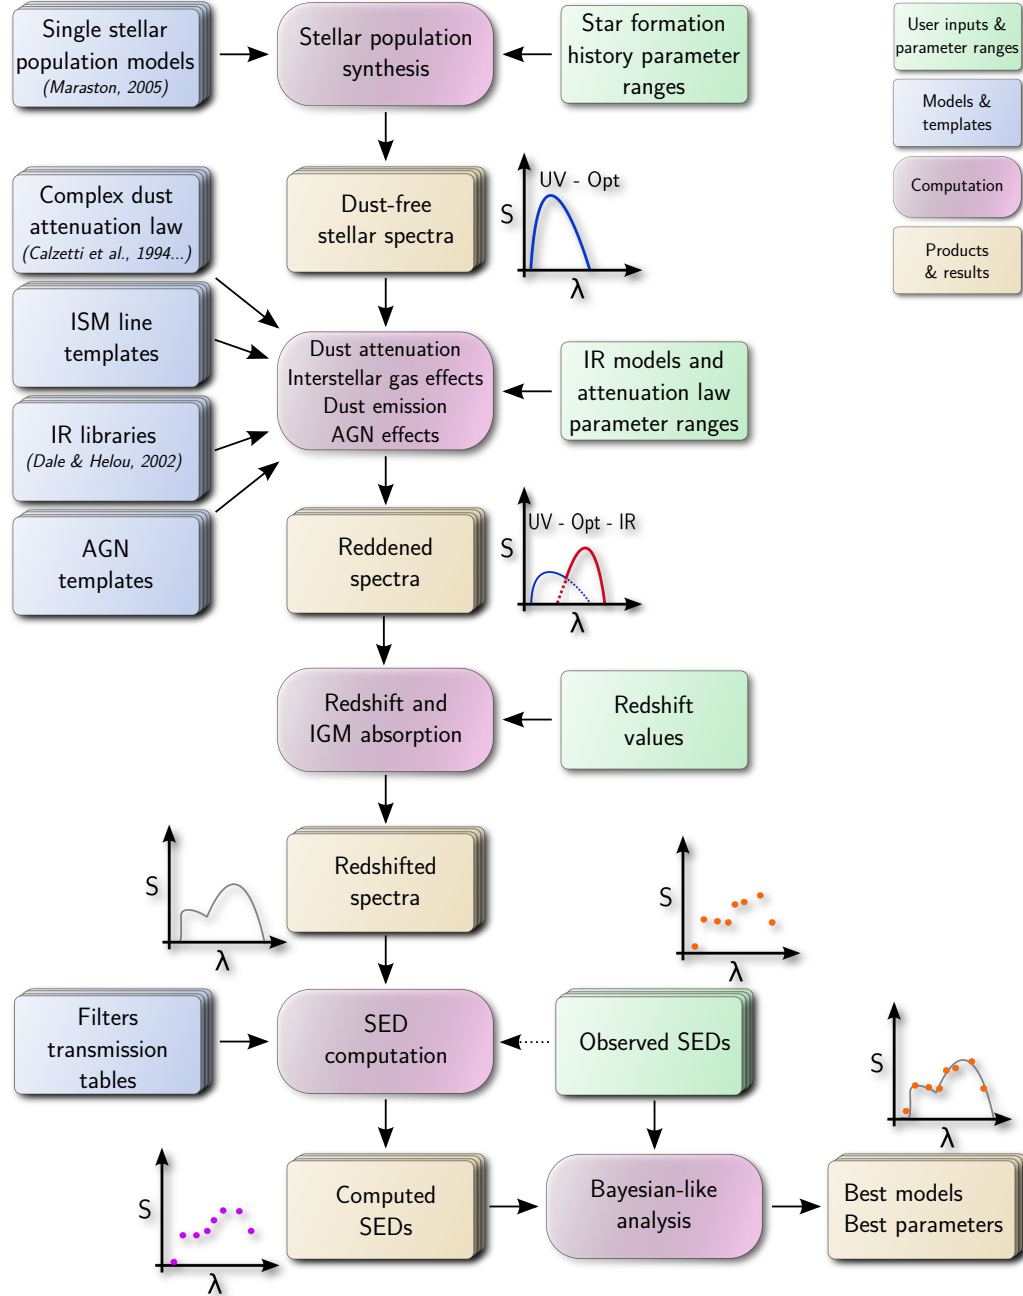 Single stellar
population models
(Maraston, 2005)
Stellar population
synthesis
Star formation
history parameter
ranges
User inputs &
parameter ranges
Models &
templates
Computation
Products
& results
Complex dust
attenuation law
(Calzetti et al., 1994...)
Dust-free
stellar spectra
UV - Opt
S
λ
ISM line
templates
IR libraries
(Dale & Helou, 2002)
AGN
templates
Dust attenuation
Interstellar gas effects
Dust emission
AGN effects
IR models and
attenuation law
parameter ranges
Reddened
spectra
UV - Opt - IR
S
λ
Redshift and
IGM absorption
Redshift
values
S
λ
Redshifted
spectra
S
λ
Filters
transmission
tables
SED
computation
Observed SEDs
S
λ
S
λ
Computed
SEDs
Bayesian-like
analysis
Best models
Best parameters